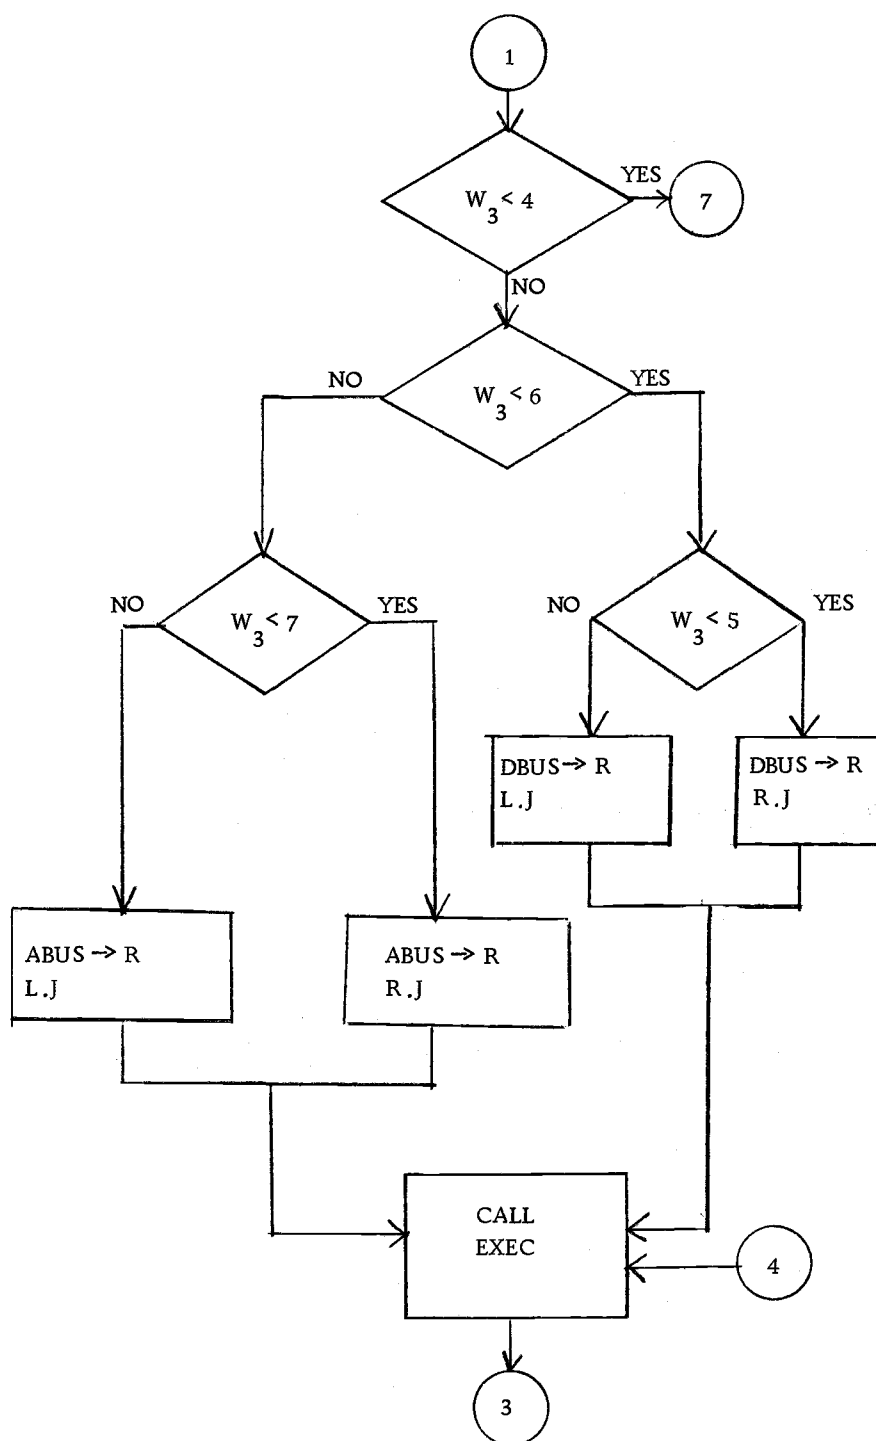 1
W3 < 4
YES
7
NO
W3 < 6
NO
YES
W3 < 7
NO
YES
W3 < 5
NO
YES
DBUS → R
L.J
DBUS → R
R.J
ABUS → R
L.J
ABUS → R
R.J
CALL
EXEC
4
3